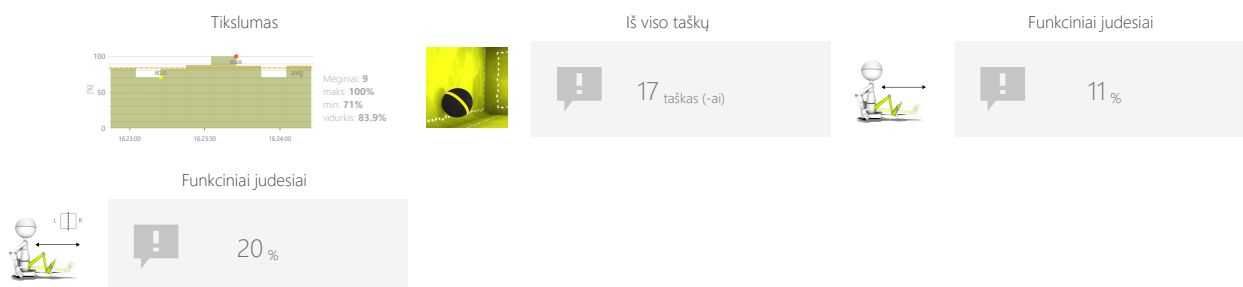 Tikslumas
100
50
0
[%]
min
max
avg
16:23:00
16:23:30
16:24:00
Mėginiai: 9
maks: 100%
min: 71%
vidurkis: 83.9%
Iš viso taškų
17 taškas (-ai)
Funkciniai judesiai
11 %
Funkciniai judesiai
L R
20 %